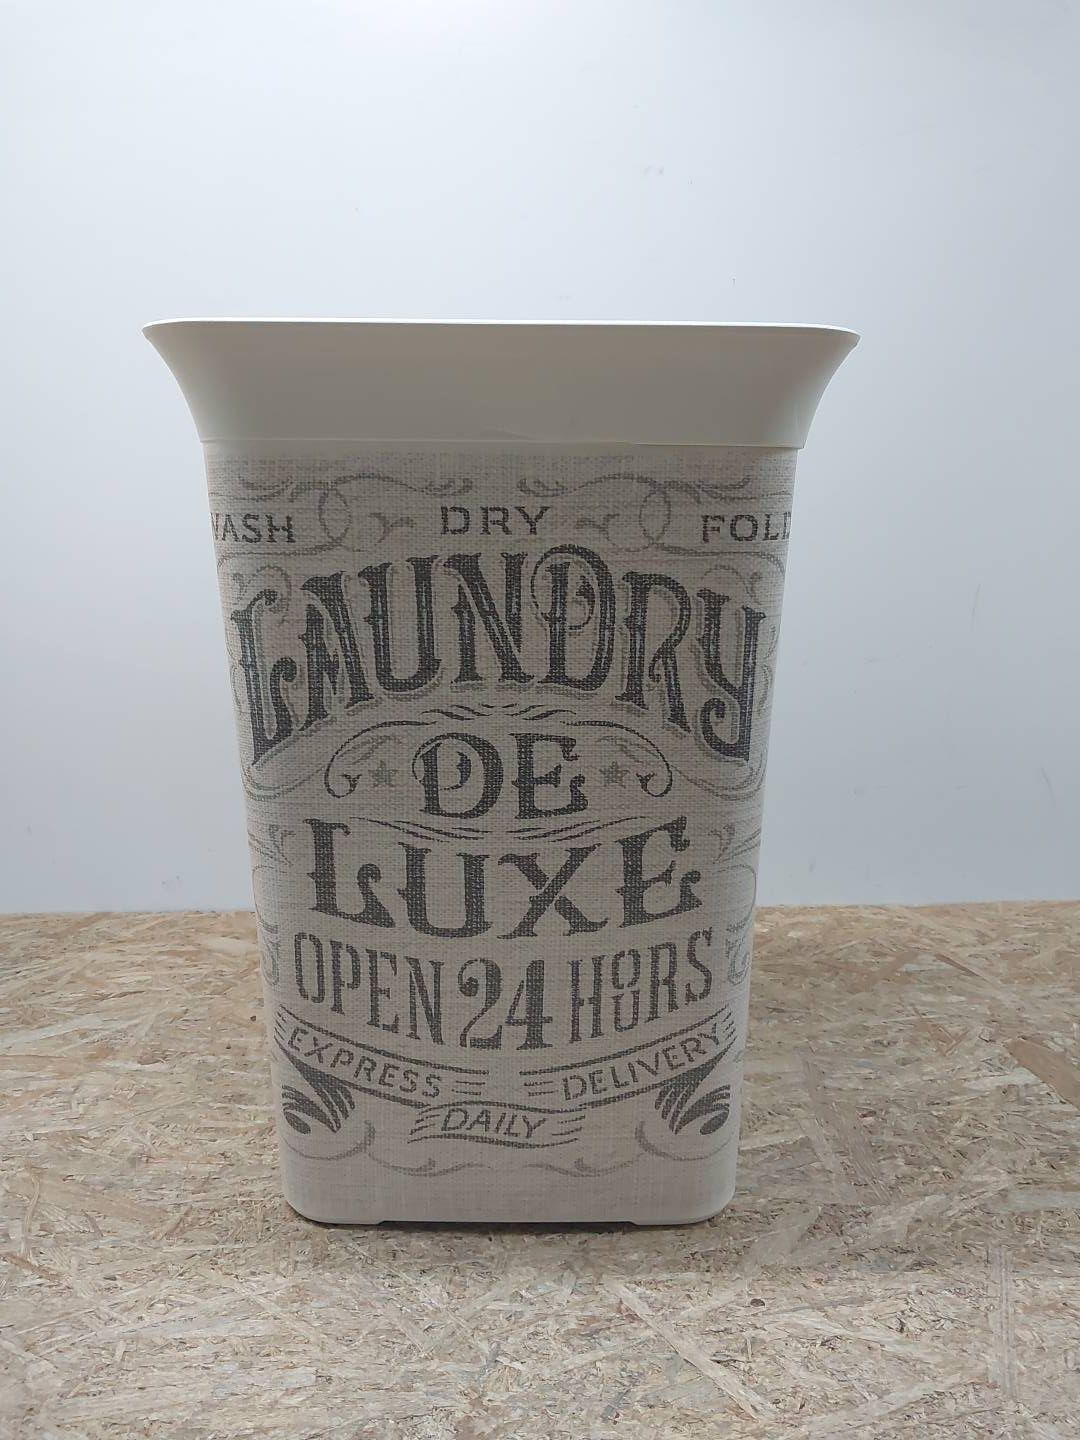 WASH DRY FOLD
LAUNDRY
DE
LUXE
OPEN 24 HOURS
EXPRESS DELIVERY
DAILY